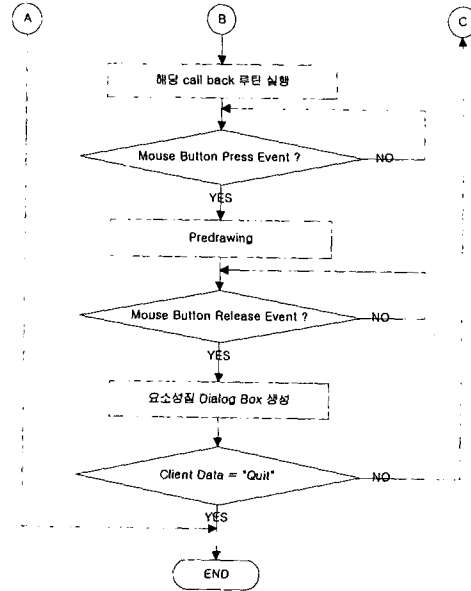 A
B
C
해당 call back 루틴 실행
Mouse Button Press Event ?
NO
YES
Predrawing
Mouse Button Release Event ?
NO
YES
요소성질 Dialog Box 생성
Client Data = "Quit"
NO
YES
END